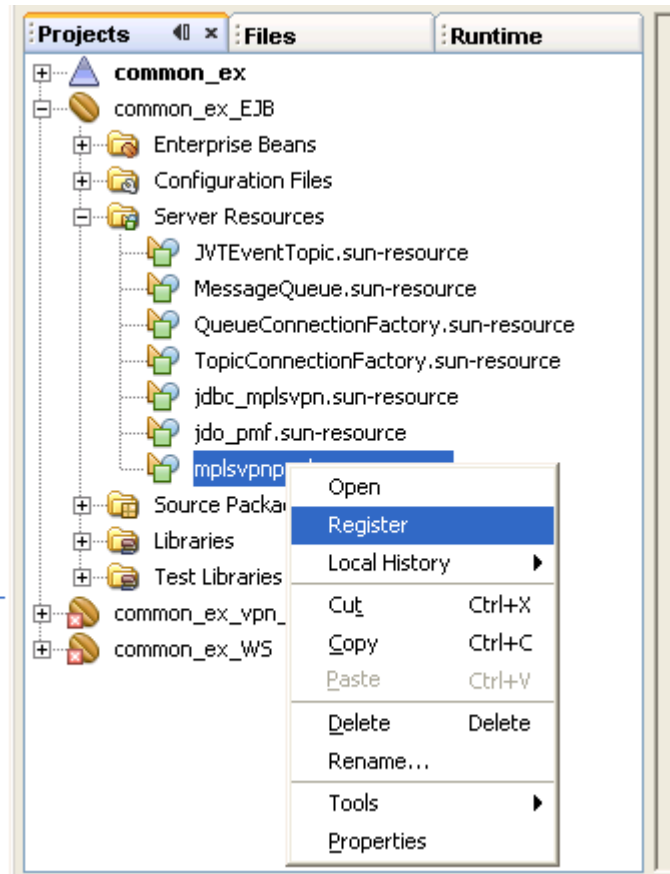 Projects Files Runtime
common_ex
common_ex_EJB
Enterprise Beans
Configuration Files
Server Resources
JVTEventTopic.sun-resource
MessageQueue.sun-resource
QueueConnectionFactory.sun-resource
TopicConnectionFactory.sun-resource
jdbc_mplsvpn.sun-resource
jdo_pmf.sun-resource
mplsvpnp
Source Packa
Libraries
Test Libraries
common_ex_vpn_
common_ex_WS
Open
Register
Local History
Cut Ctrl+X
Copy Ctrl+C
Paste Ctrl+V
Delete Delete
Rename...
Tools
Properties